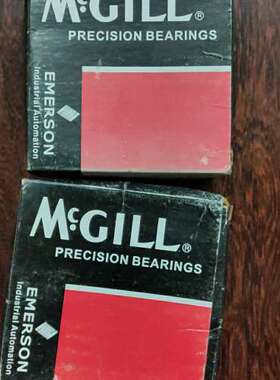 McGILL®
PRECISION BEARINGS
EMERSON
Industrial Automation
McGILL®
PRECISION BEARINGS
EMERSON
Industrial Automation